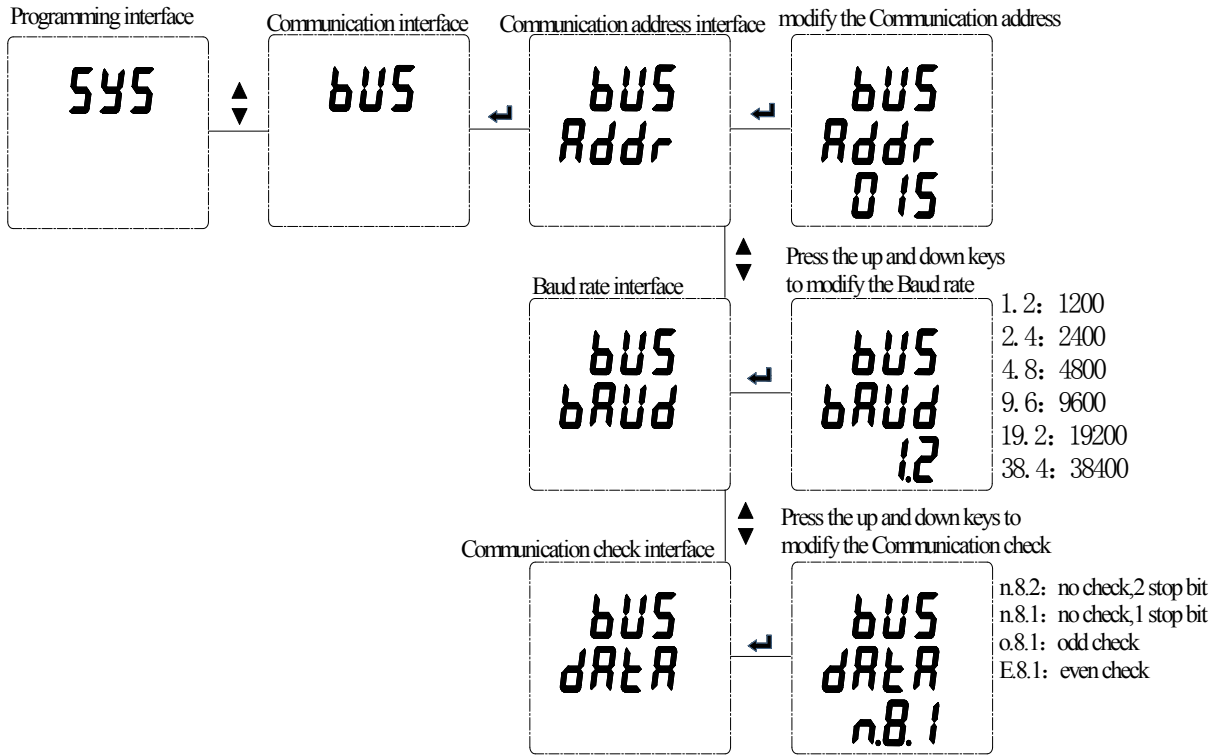 Programming interface
SYS
Communication interface
bUS
Communication address interface
bUS
Addr
modify the Communication address
bUS
Addr
015
Baud rate interface
bUS
bAUd
Press the up and down keys
to modify the Baud rate
bUS
bAUd
1.2
1.2: 1200
2.4: 2400
4.8: 4800
9.6: 9600
19.2: 19200
38.4: 38400
Communication check interface
bUS
dAtA
Press the up and down keys to
modify the Communication check
bUS
dAtA
n.8.1
n.8.2: no check,2 stop bit
n.8.1: no check,1 stop bit
o.8.1: odd check
E.8.1: even check